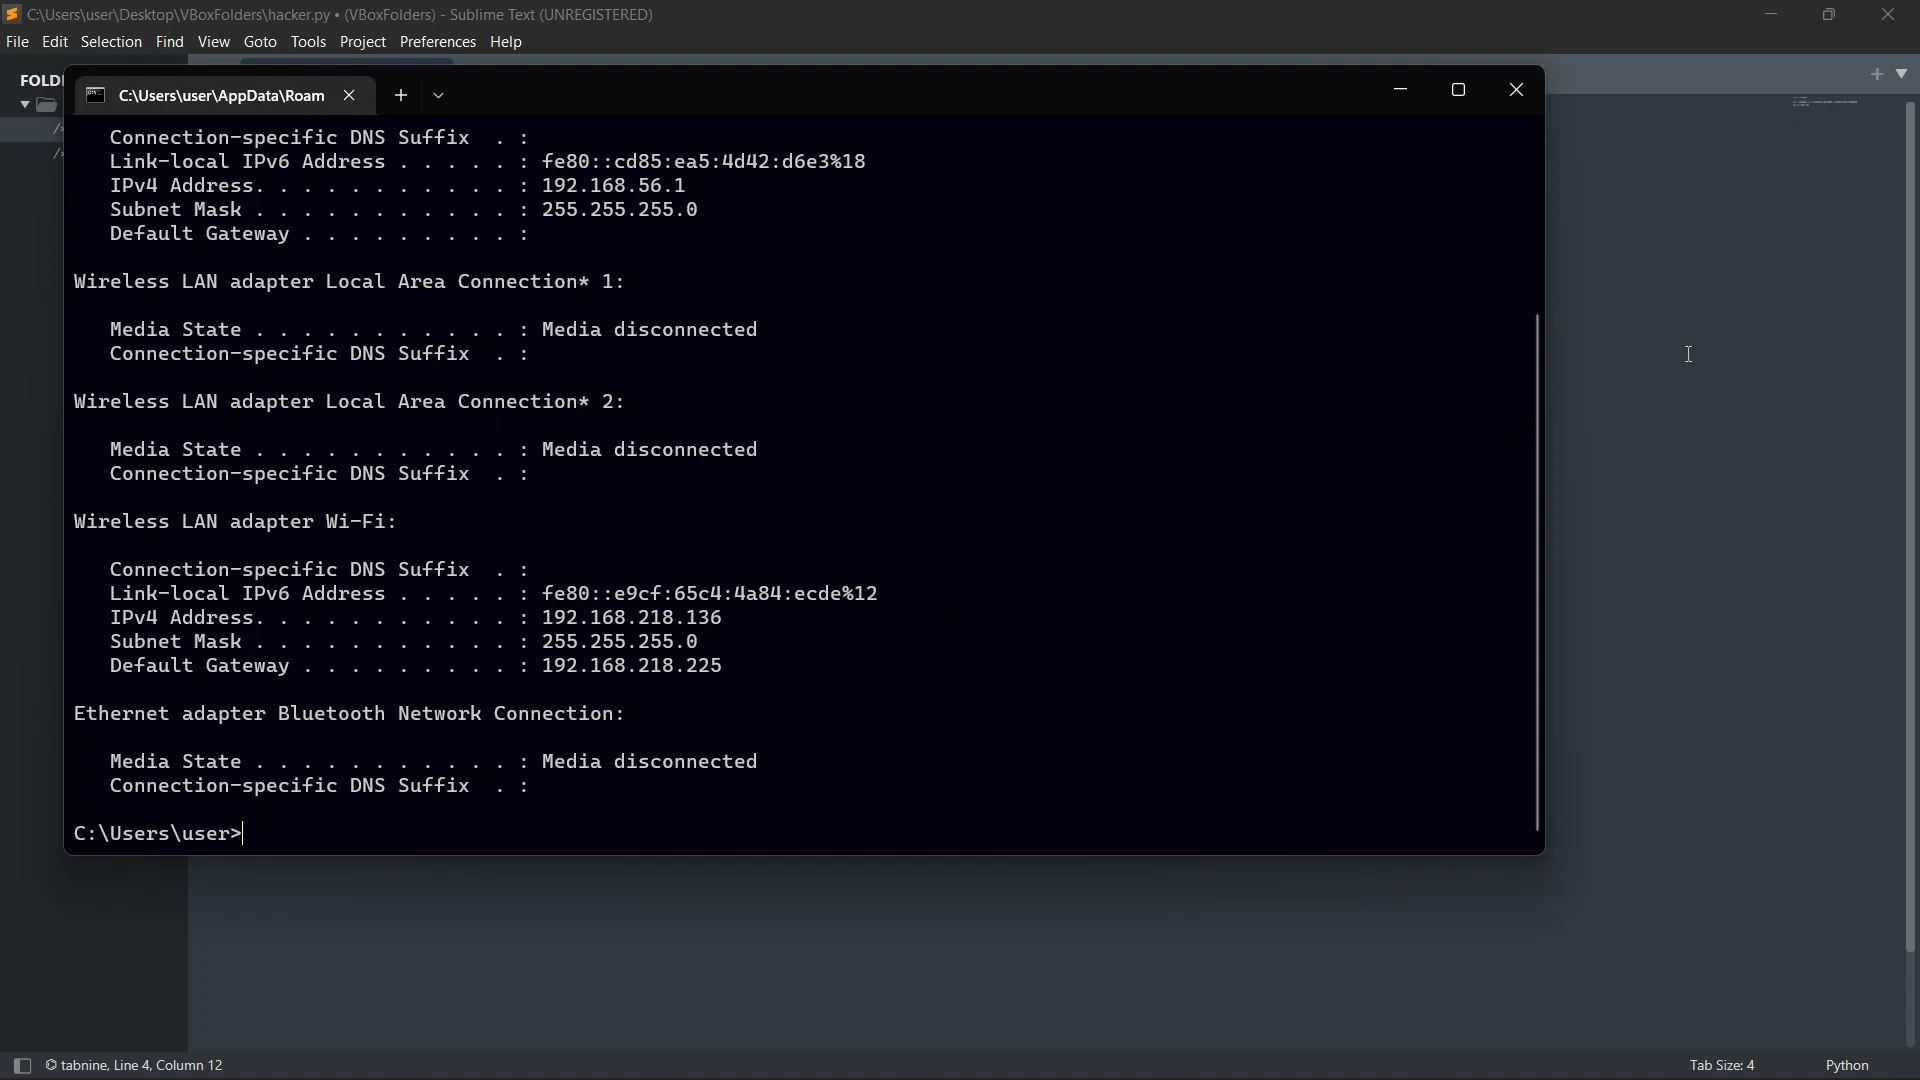 C:\Users\user\Desktop\VBoxFolders\hacker.py • (VBoxFolders) - Sublime Text (UNREGISTERED)
File Edit Selection Find View Goto Tools Project Preferences Help
C:\Users\user\AppData\Roam
Connection-specific DNS Suffix . :
Link-local IPv6 Address . . . . . : fe80::cd85:ea5:4d42:d6e3%18
IPv4 Address. . . . . . . . . . . : 192.168.56.1
Subnet Mask . . . . . . . . . . . : 255.255.255.0
Default Gateway . . . . . . . . . :
Wireless LAN adapter Local Area Connection* 1:
Media State . . . . . . . . . . . : Media disconnected
Connection-specific DNS Suffix . :
Wireless LAN adapter Local Area Connection* 2:
Media State . . . . . . . . . . . : Media disconnected
Connection-specific DNS Suffix . :
Wireless LAN adapter Wi-Fi:
Connection-specific DNS Suffix . :
Link-local IPv6 Address . . . . . : fe80::e9cf:65c4:4a84:ecde%12
IPv4 Address. . . . . . . . . . . : 192.168.218.136
Subnet Mask . . . . . . . . . . . : 255.255.255.0
Default Gateway . . . . . . . . . : 192.168.218.225
Ethernet adapter Bluetooth Network Connection:
Media State . . . . . . . . . . . : Media disconnected
Connection-specific DNS Suffix . :
C:\Users\user>
tabnine, Line 4, Column 12 Tab Size: 4 Python